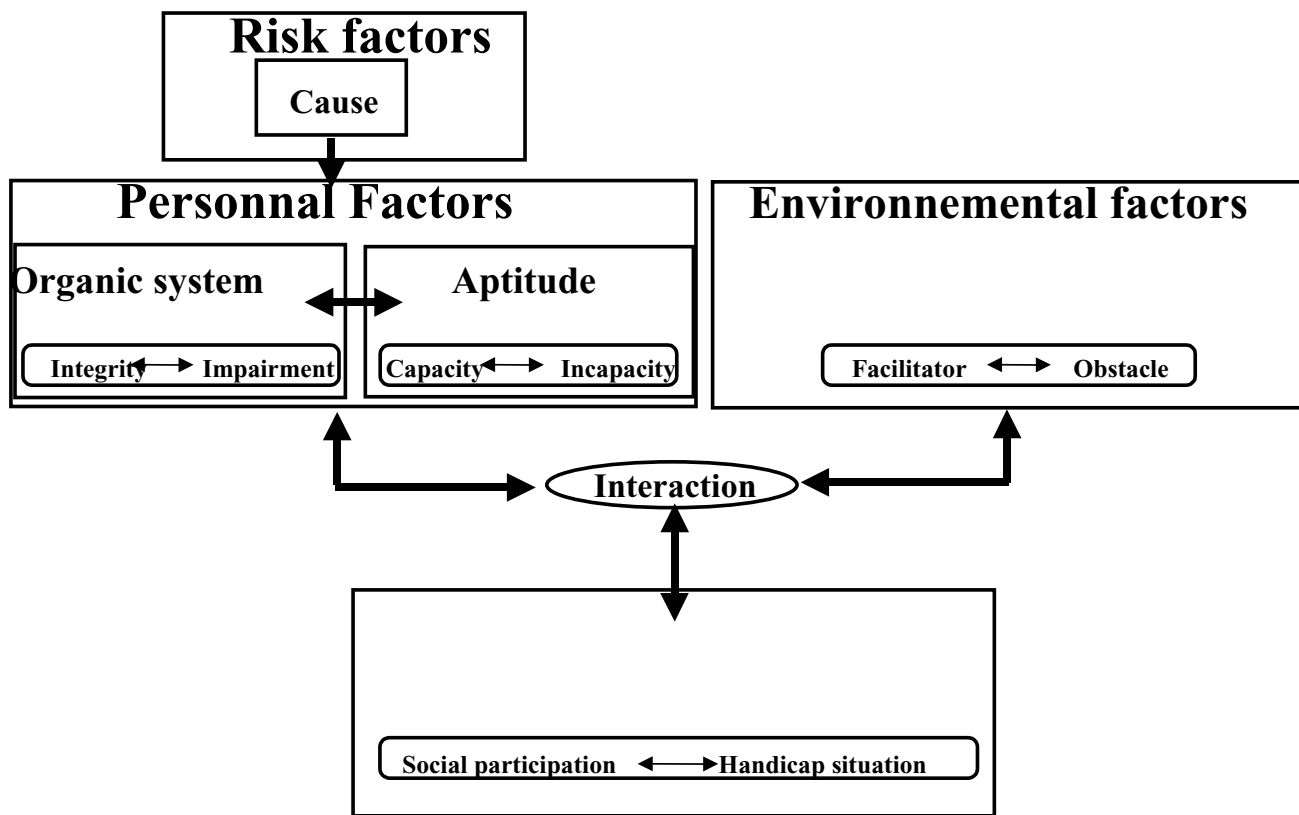 Risk factors
Cause
Personnal Factors
Environnemental factors
Organic system
Aptitude
Integrity Impairment
Capacity Incapacity
Facilitator Obstacle
Interaction
Social participation Handicap situation